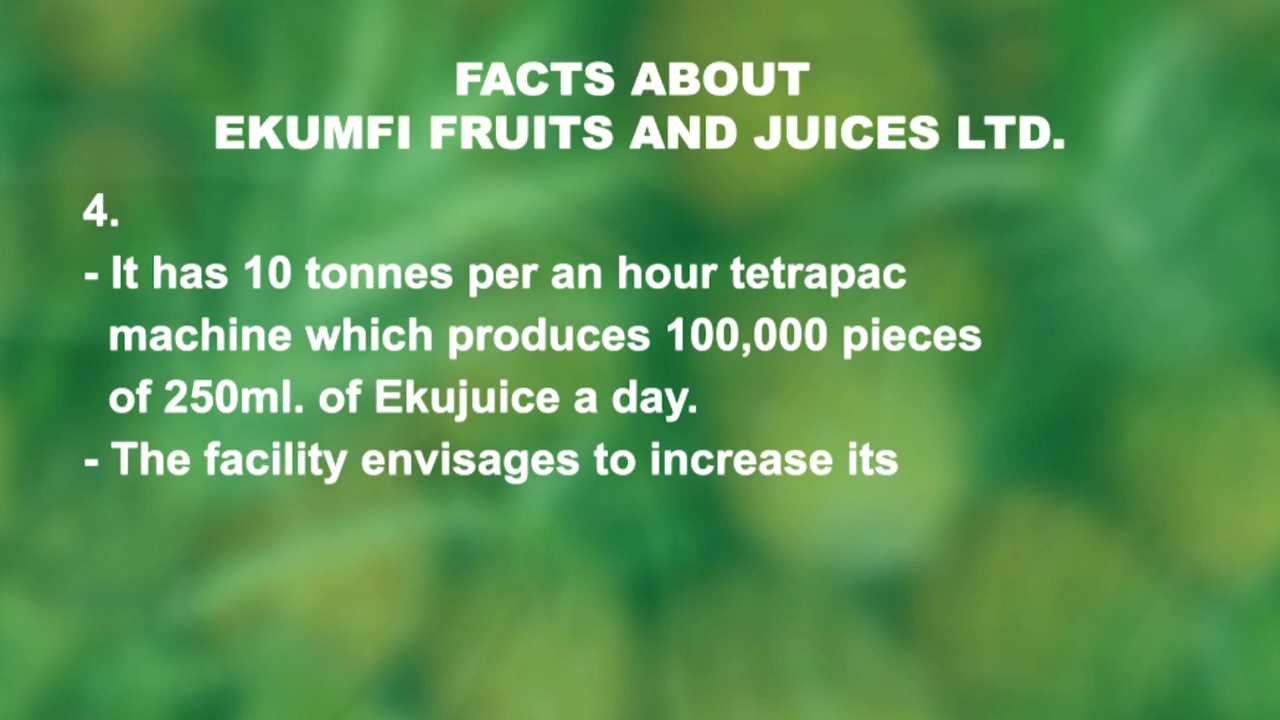 FACTS ABOUT
EKUMFI FRUITS AND JUICES LTD.
4.
- It has 10 tonnes per an hour tetrapac
machine which produces 100,000 pieces
of 250ml. of Ekujuice a day.
- The facility envisages to increase its